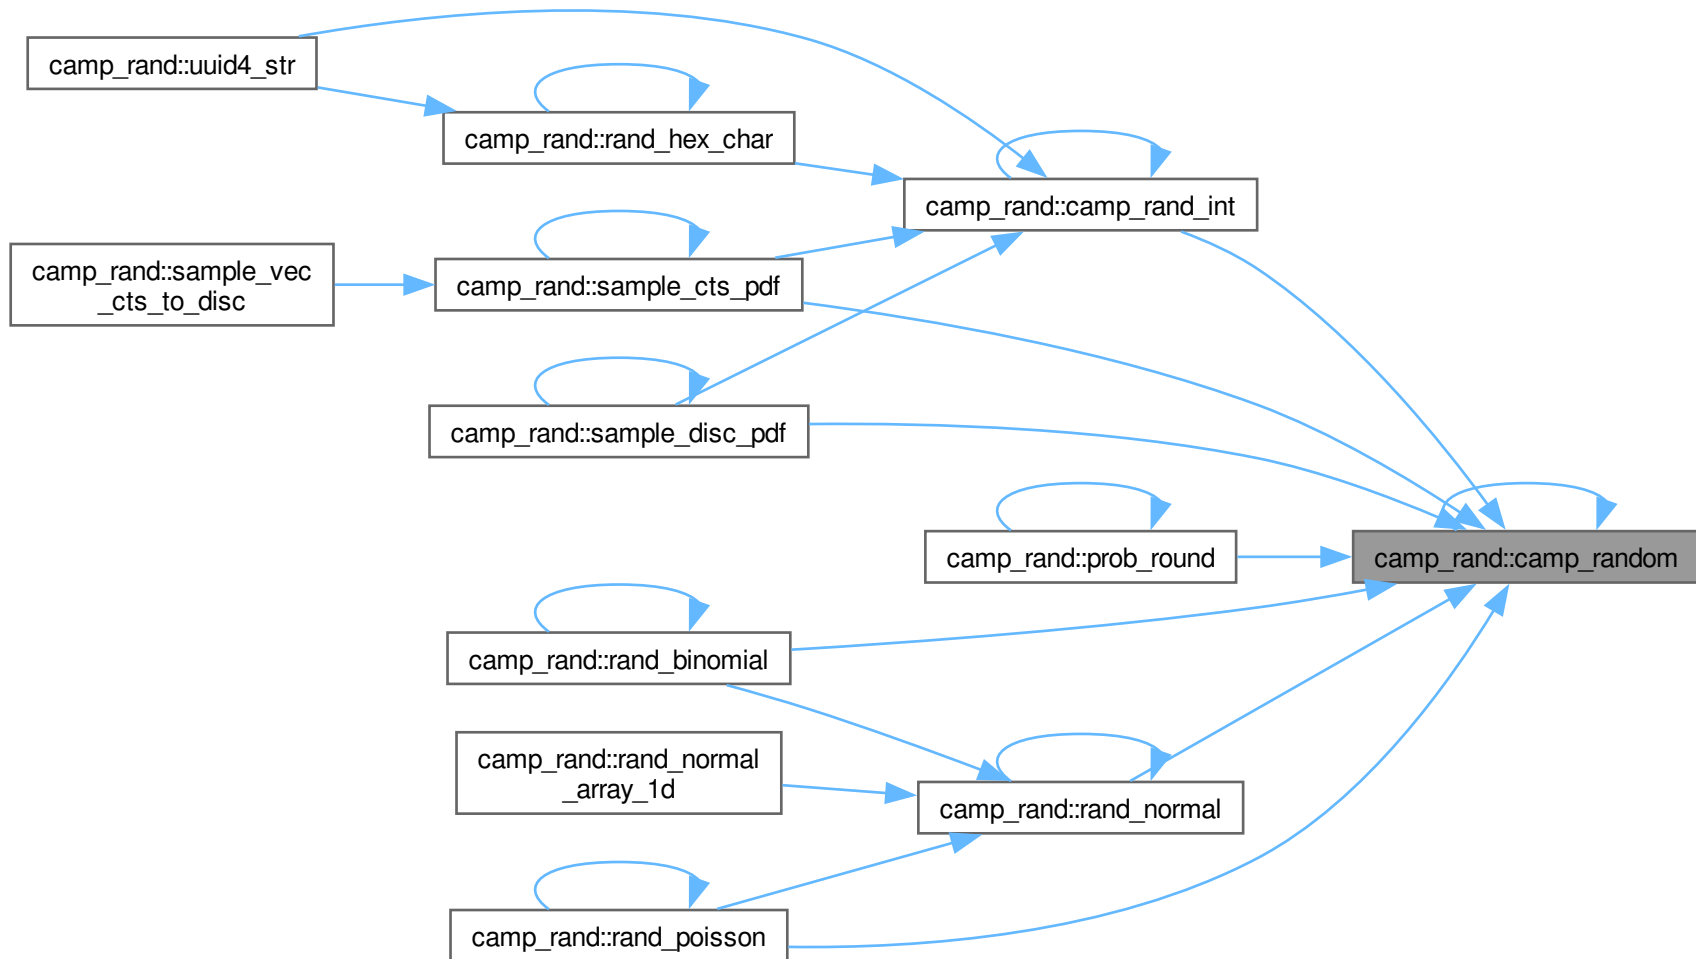 camp_rand::uuid4_str
camp_rand::rand_hex_char
camp_rand::camp_rand_int
camp_rand::sample_vec
_cts_to_disc
camp_rand::sample_cts_pdf
camp_rand::sample_disc_pdf
camp_rand::prob_round
camp_rand::camp_random
camp_rand::rand_binomial
camp_rand::rand_normal
_array_1d
camp_rand::rand_normal
camp_rand::rand_poisson